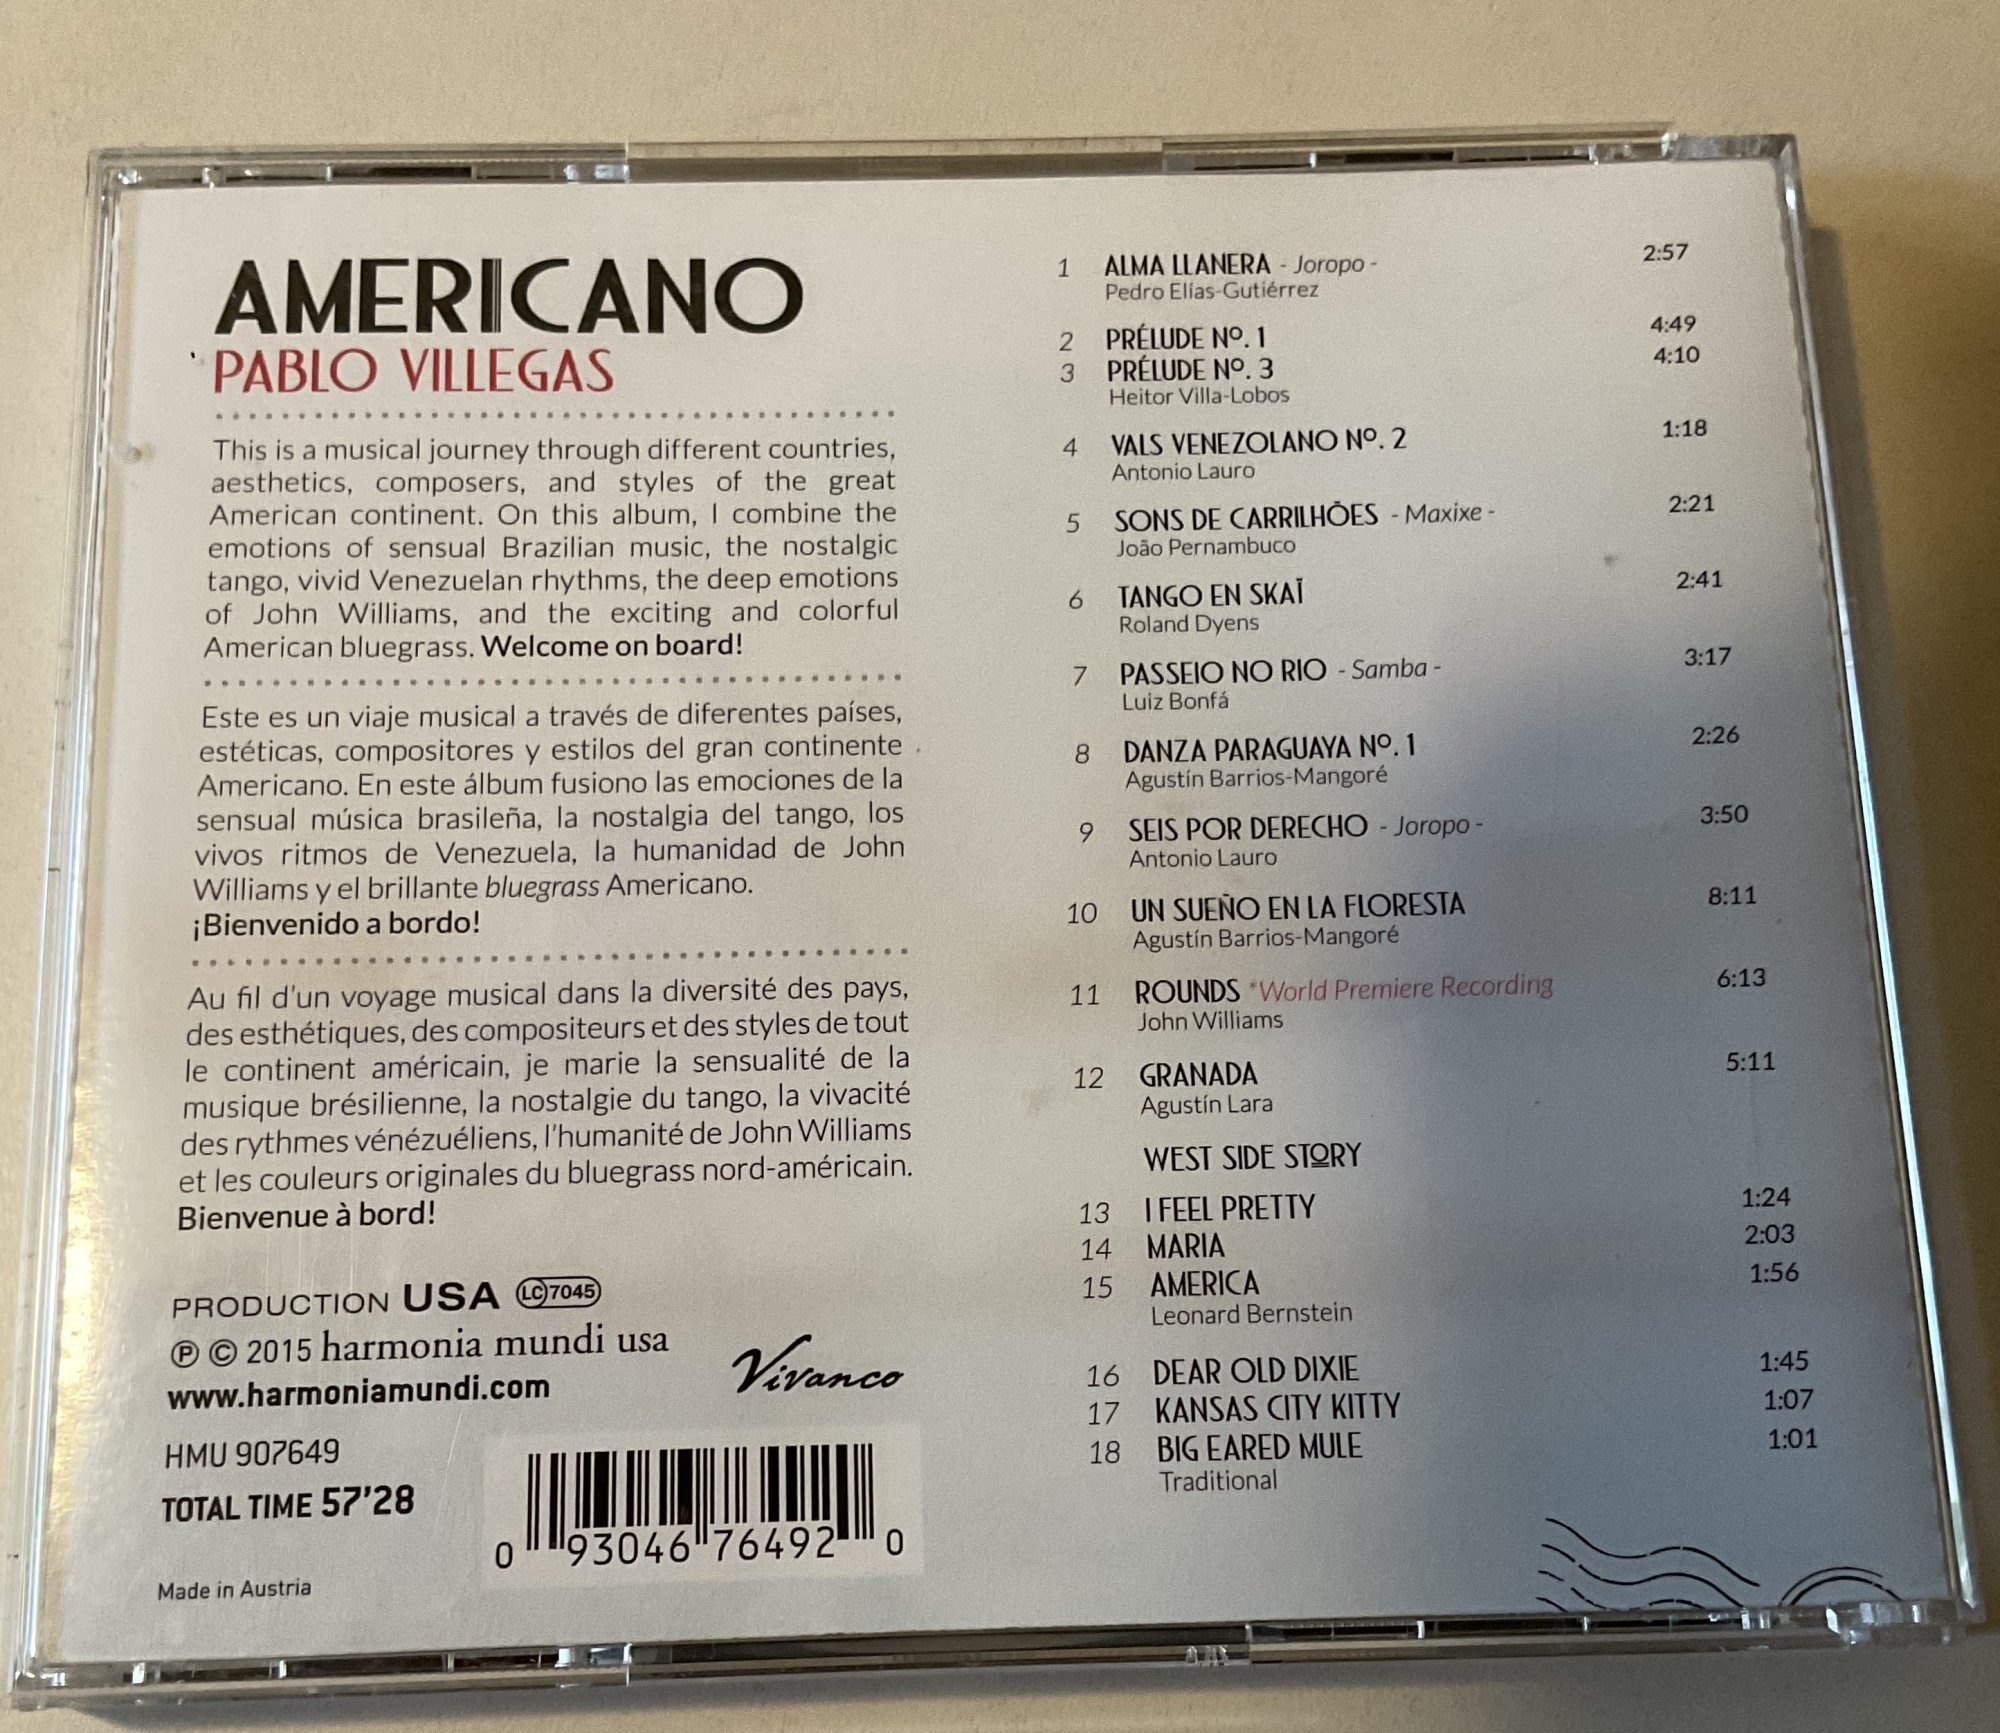 AMERICANO
PABLO VILLEGAS
This is a musical journey through different countries,
aesthetics, composers, and styles of the great
American continent. On this album, I combine the
emotions of sensual Brazilian music, the nostalgic
tango, vivid Venezuelan rhythms, the deep emotions
of John Williams, and the exciting and colorful
American bluegrass. Welcome on board!
Este es un viaje musical a través de diferentes países,
estéticas, compositores y estilos del gran continente
Americano. En este álbum fusiono las emociones de la
sensual música brasileña, la nostalgia del tango, los
vivos ritmos de Venezuela, la humanidad de John
Williams y el brillante bluegrass Americano.
¡Bienvenido a bordo!
Au fil d'un voyage musical dans la diversité des pays,
des esthétiques, des compositeurs et des styles de tout
le continent américain, je marie la sensualité de la
musique brésilienne, la nostalgie du tango, la vivacité
des rythmes vénézuéliens, l'humanité de John Williams
et les couleurs originales du bluegrass nord-américain.
Bienvenue à bord!
PRODUCTION USA LC 7045
℗ © 2015 harmonia mundi usa
www.harmoniamundi.com
Vivanco
HMU 907649
TOTAL TIME 57'28
0 93046 76492 0
Made in Austria
1 ALMA LLANERA - Joropo - 2:57
Pedro Elías-Gutiérrez
2 PRÉLUDE Nº. 1 4:49
3 PRÉLUDE Nº. 3 4:10
Heitor Villa-Lobos
4 VALS VENEZOLANO Nº. 2 1:18
Antonio Lauro
5 SONS DE CARRILHÕES - Maxixe - 2:21
João Pernambuco
6 TANGO EN SKAÏ 2:41
Roland Dyens
7 PASSEIO NO RIO - Samba - 3:17
Luiz Bonfá
8 DANZA PARAGUAYA Nº. 1 2:26
Agustín Barrios-Mangoré
9 SEIS POR DERECHO - Joropo - 3:50
Antonio Lauro
10 UN SUEÑO EN LA FLORESTA 8:11
Agustín Barrios-Mangoré
11 ROUNDS *World Premiere Recording 6:13
John Williams
12 GRANADA 5:11
Agustín Lara
WEST SIDE STORY
13 I FEEL PRETTY 1:24
14 MARIA 2:03
15 AMERICA 1:56
Leonard Bernstein
16 DEAR OLD DIXIE 1:45
17 KANSAS CITY KITTY 1:07
18 BIG EARED MULE 1:01
Traditional